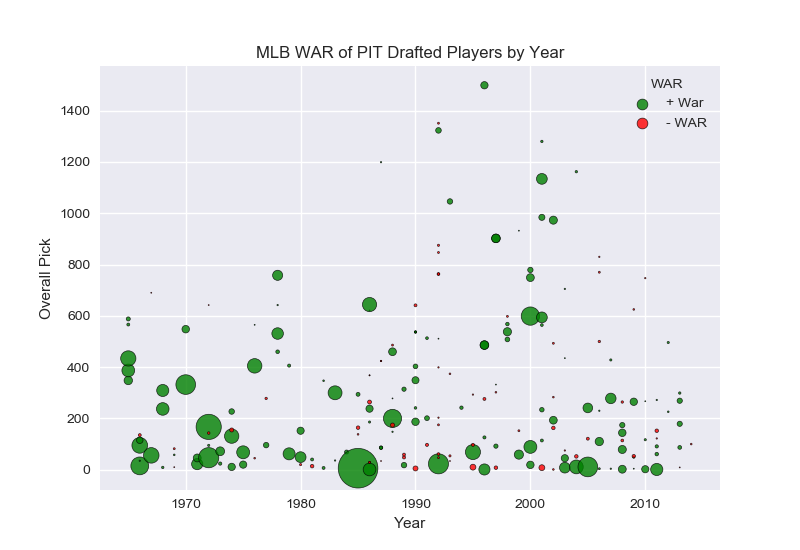 MLB WAR of PIT Drafted Players by Year
WAR
+ War
- WAR
1400
1200
1000
800
600
400
200
0
Overall Pick
1970 1980 1990 2000 2010
Year